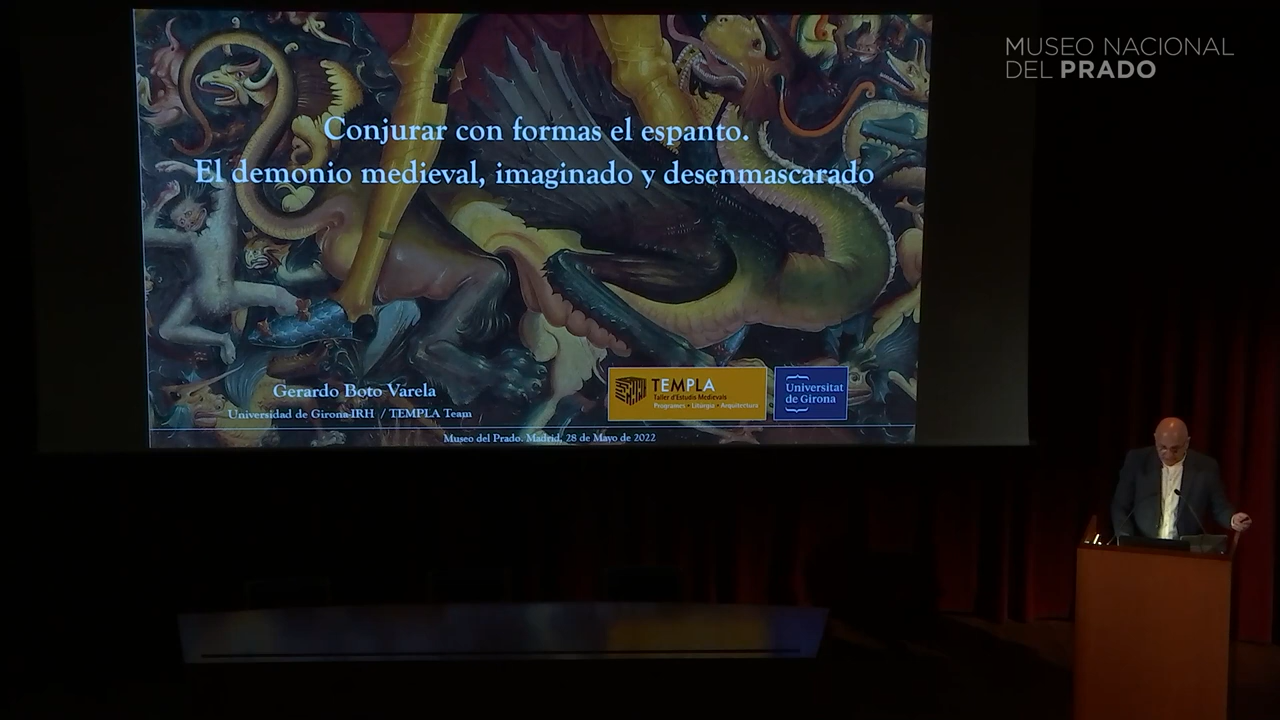 MUSEO NACIONAL
DEL PRADO
Conjurar con formas el espanto.
El demonio medieval, imaginado y desenmascarado
Gerardo Boto Varela
Universidad de Girona-IRH / TEMPLA Team
TEMPLA
Taller d'Estudis Medievals
Programes • Litúrgia • Arquitectura
Universitat
de Girona
Museo del Prado. Madrid, 28 de Mayo de 2022